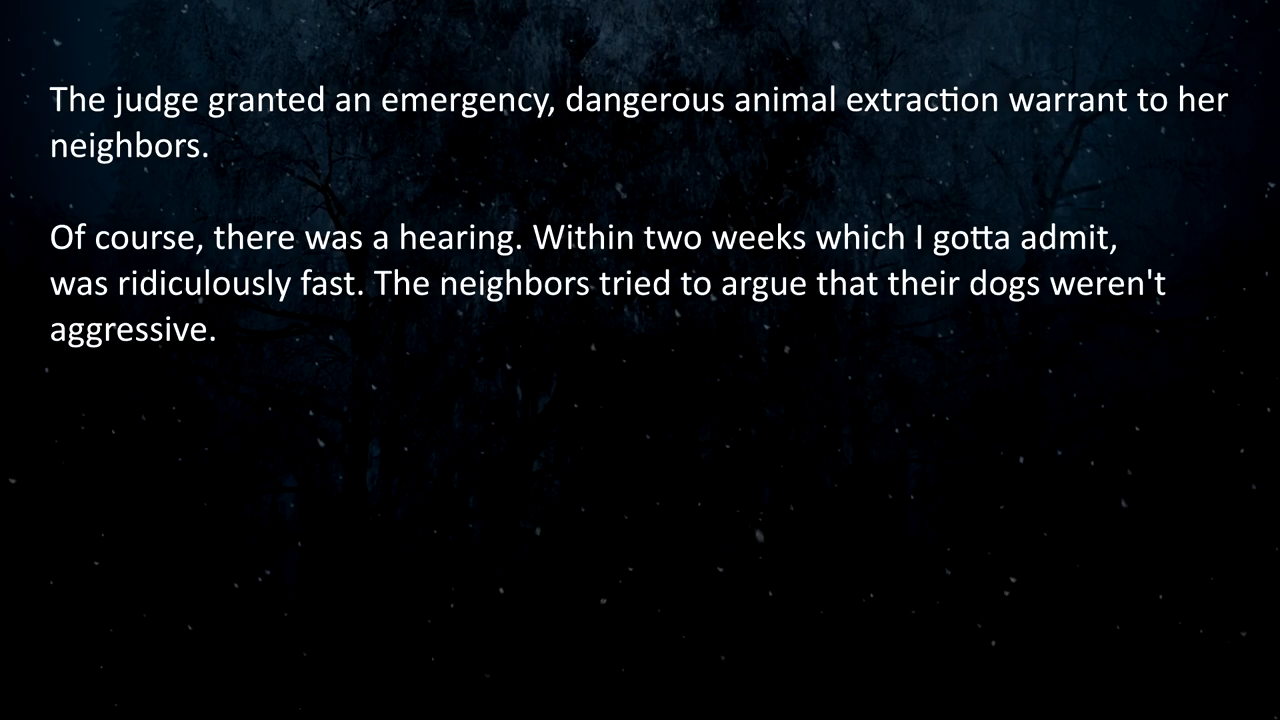 The judge granted an emergency, dangerous animal extraction warrant to her
neighbors.
Of course, there was a hearing. Within two weeks which I gotta admit,
was ridiculously fast. The neighbors tried to argue that their dogs weren't
aggressive.